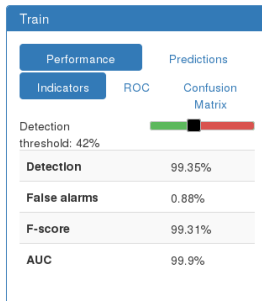 Train
Performance Predictions
Indicators ROC Confusion
Matrix
Detection
threshold: 42%
Detection 99.35%
False alarms 0.88%
F-score 99.31%
AUC 99.9%